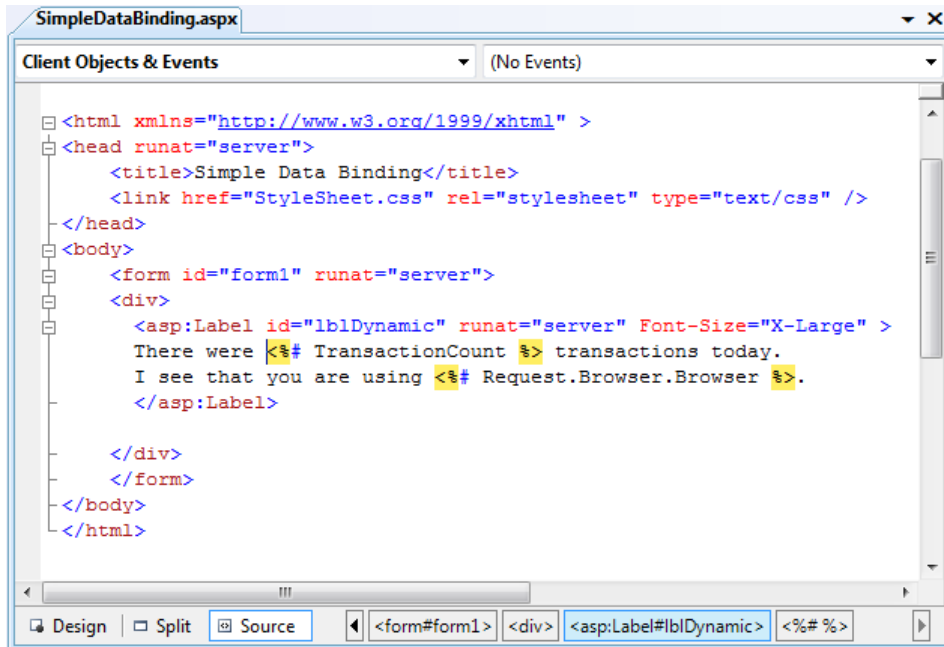 SimpleDataBinding.aspx
Client Objects & Events (No Events)
<html xmlns="http://www.w3.org/1999/xhtml" >
<head runat="server">
<title>Simple Data Binding</title>
<link href="StyleSheet.css" rel="stylesheet" type="text/css" />
</head>
<body>
<form id="form1" runat="server">
<div>
<asp:Label id="lblDynamic" runat="server" Font-Size="X-Large" >
There were <%# TransactionCount %> transactions today.
I see that you are using <%# Request.Browser.Browser %>.
</asp:Label>
</div>
</form>
</body>
</html>
Design Split Source <form#form1> <div> <asp:Label#lblDynamic> <%# %>